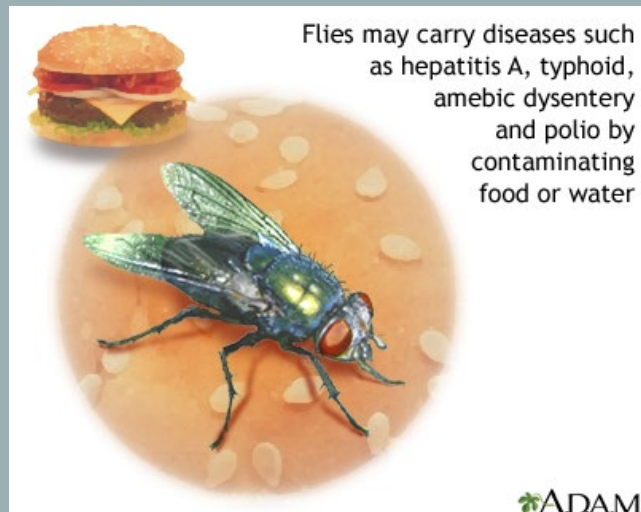 Flies may carry diseases such
as hepatitis A, typhoid,
amebic dysentery
and polio by
contaminating
food or water
ADAM